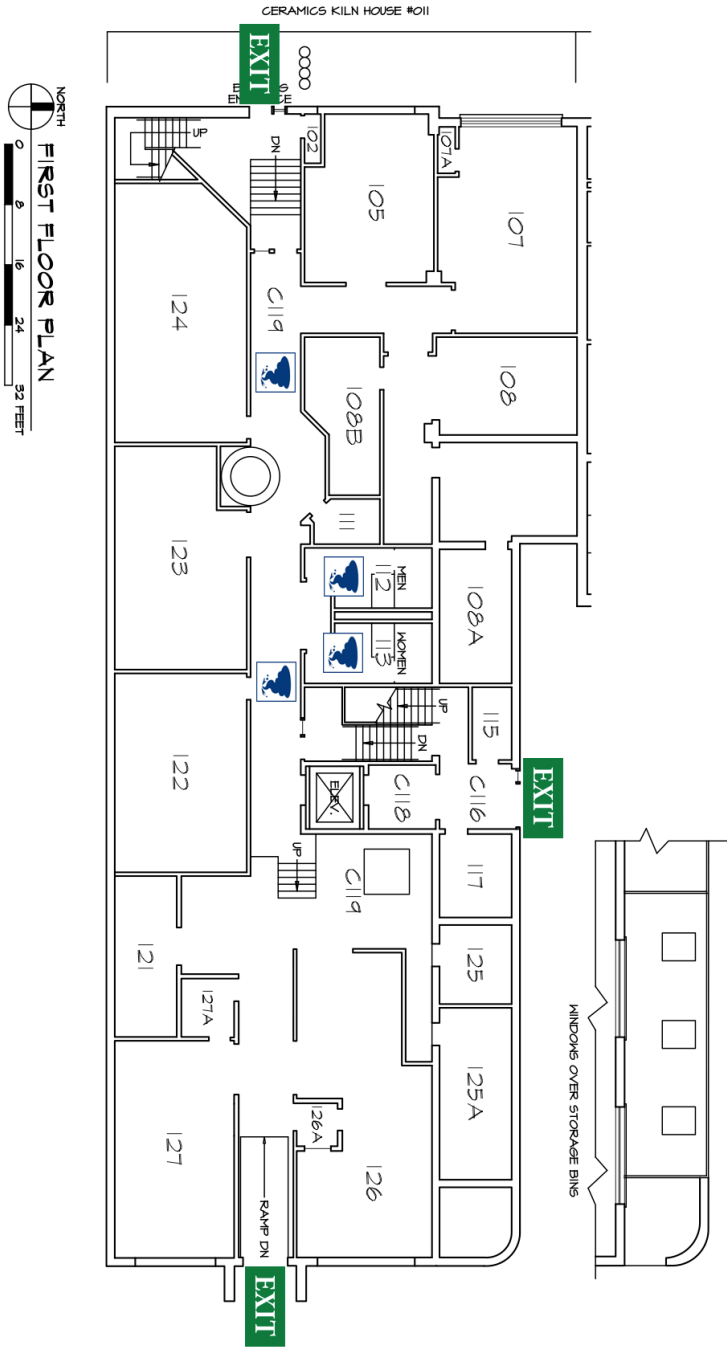 CERAMICS KILN HOUSE #011
EXIT
NORTH
FIRST FLOOR PLAN
0 8 16 24 32 FEET
UP
DN
102
105
107A
107
124
C119
108B
108
111
123
MEN
112
WOMEN
113
108A
UP
DN
115
122
ELEV.
C118
C116
EXIT
UP
C119
117
121
125
127A
125A
WINDOWS OVER STORAGE BINS
127
126A
126
RAMP DN
EXIT